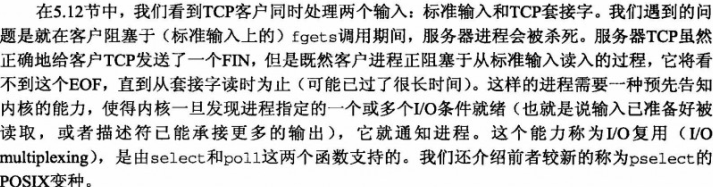 在5.12节中，我们看到TCP客户同时处理两个输入：标准输入和TCP套接字。我们遇到的问
题是就在客户阻塞于（标准输入上的）fgets调用期间，服务器进程会被杀死。服务器TCP虽然
正确地给客户TCP发送了一个FIN，但是既然客户进程正阻塞于从标准输入读入的过程，它将看
不到这个EOF，直到从套接字读时为止（可能已过了很长时间）。这样的进程需要一种预先告知
内核的能力，使得内核一旦发现进程指定的一个或多个I/O条件就绪（也就是说输入已准备好被
读取，或者描述符已能承接更多的输出），它就通知进程。这个能力称为I/O复用（I/O
multiplexing），是由select和poll这两个函数支持的。我们还介绍前者较新的称为pselect的
POSIX变种。